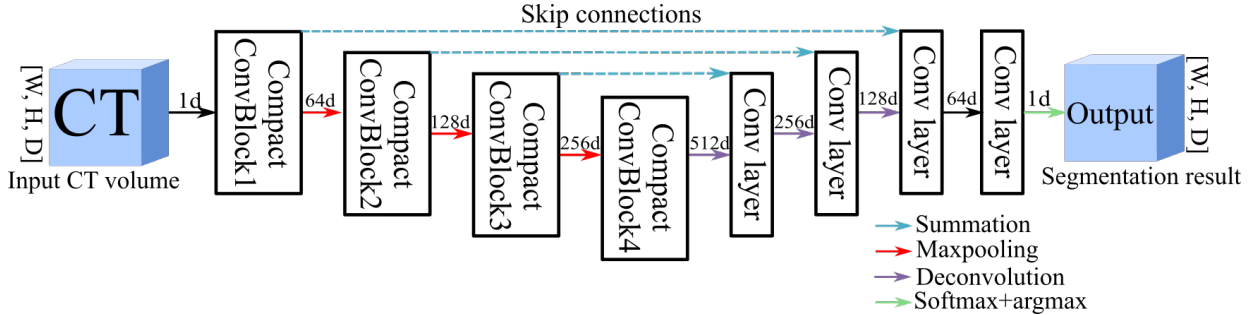 Skip connections
[W, H, D]
CT
Input CT volume
1d
Compact
ConvBlock1
64d
Compact
ConvBlock2
128d
Compact
ConvBlock3
256d
Compact
ConvBlock4
512d
Conv layer
256d
Conv layer
128d
Conv layer
64d
Conv layer
1d
Output
[W, H, D]
Segmentation result
Summation
Maxpooling
Deconvolution
Softmax+argmax